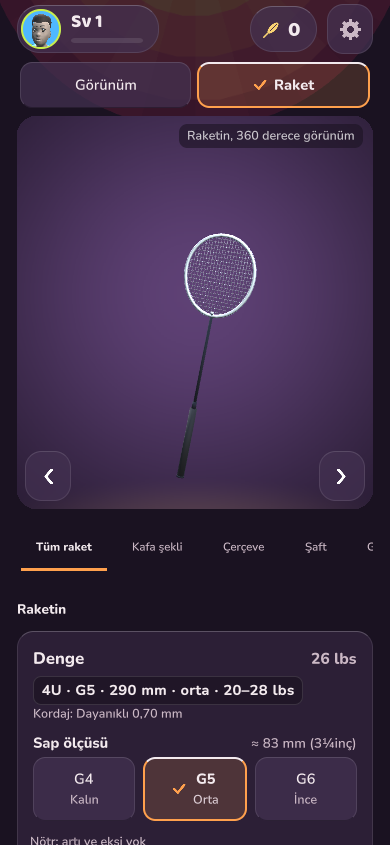 Sv 1
0
Görünüm
Raket
Raketin, 360 derece görünüm
Tüm raket
Kafa şekli
Çerçeve
Şaft
Raketin
Denge
26 lbs
4U · G5 · 290 mm · orta · 20–28 lbs
Kordaj: Dayanıklı 0,70 mm
Sap ölçüsü
≈ 83 mm (3¼inç)
G4
G5
G6
Kalın
Orta
İnce
Nötr: artı ve eksi yok